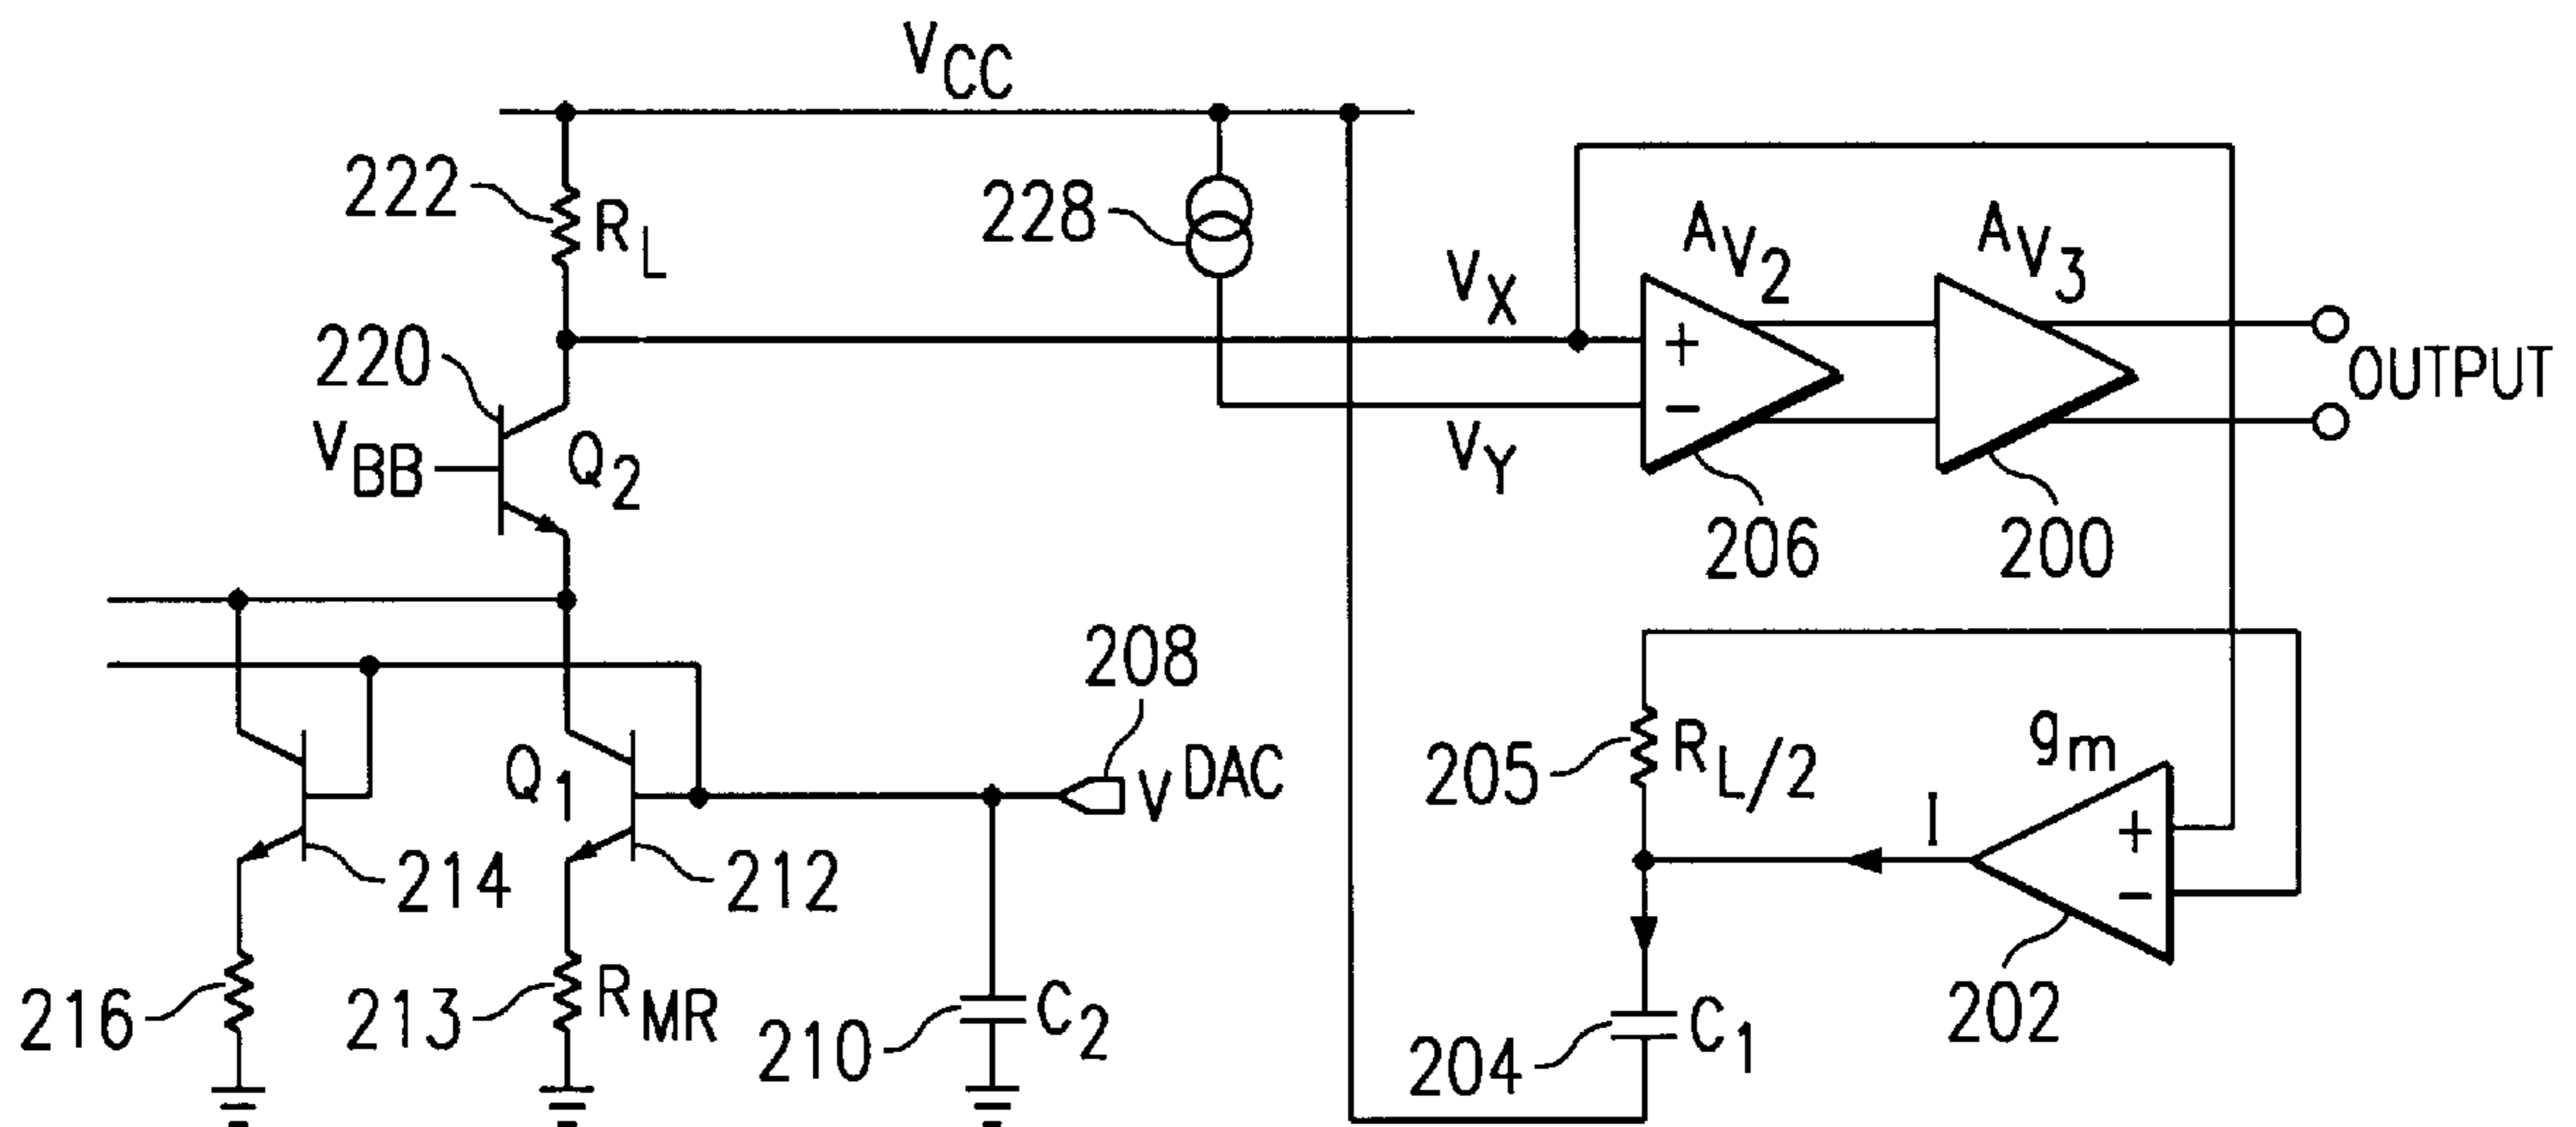 VCC
222
RL
228
VX
AV2
AV3
220
VBB
Q2
VY
OUTPUT
206
200
208
VDAC
Q1
214
212
205
RL/2
gm
I
+
−
+
−
202
216
213
RMR
210
C2
204
C1